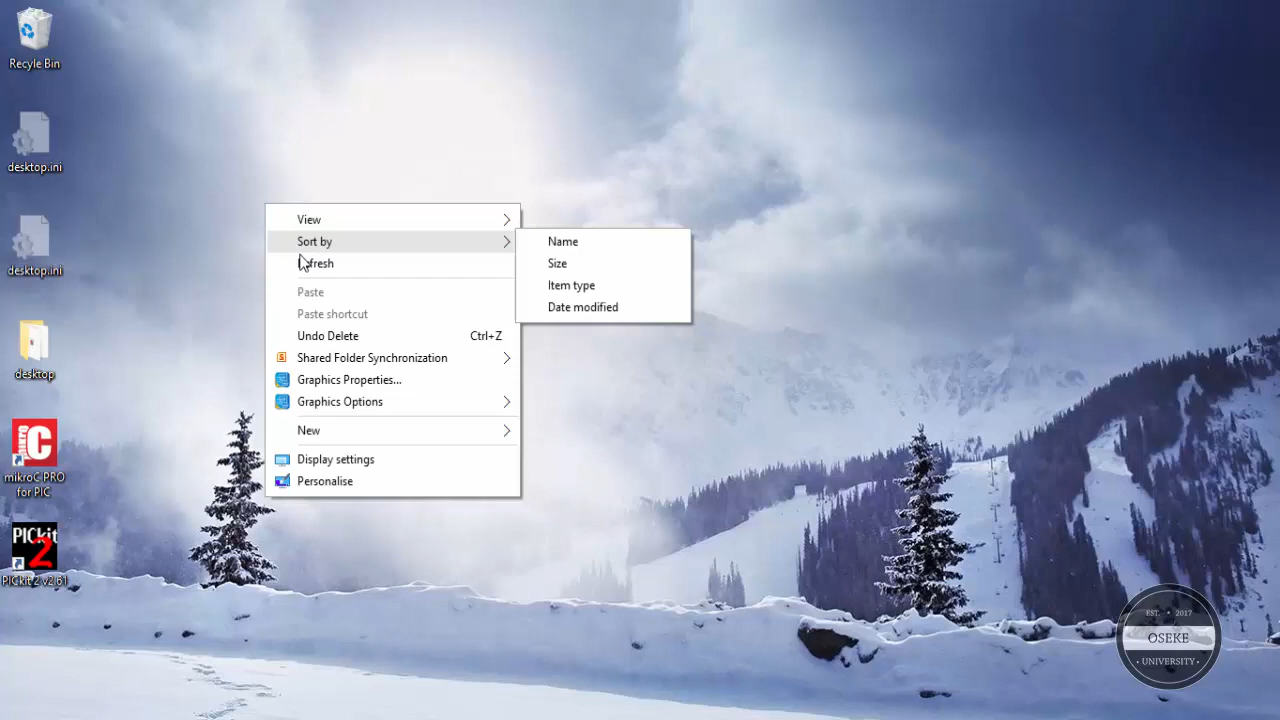 Recycle Bin
desktop.ini
desktop.ini
desktop
mikroC PRO
for PIC
PICkit
2
PICkit 2 v2.61
View
Sort by
fresh
Paste
Paste shortcut
Undo Delete Ctrl+Z
Shared Folder Synchronization
Graphics Properties...
Graphics Options
New
Display settings
Personalise
Name
Size
Item type
Date modified
EST. • 2017
OSEKE
• UNIVERSITY •